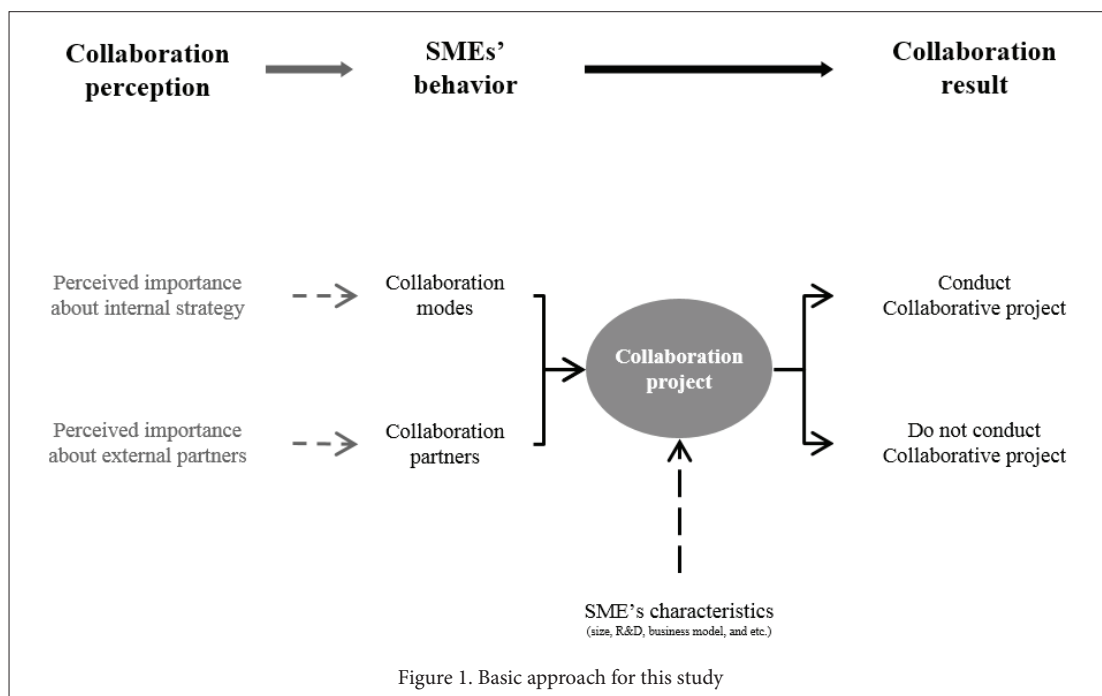 Collaboration
perception
SMEs'
behavior
Collaboration
result
Perceived importance
about internal strategy
Collaboration
modes
Conduct
Collaborative project
Collaboration
project
Perceived importance
about external partners
Collaboration
partners
Do not conduct
Collaborative project
SME's characteristics
(size, R&D, business model, and etc.)
Figure 1. Basic approach for this study